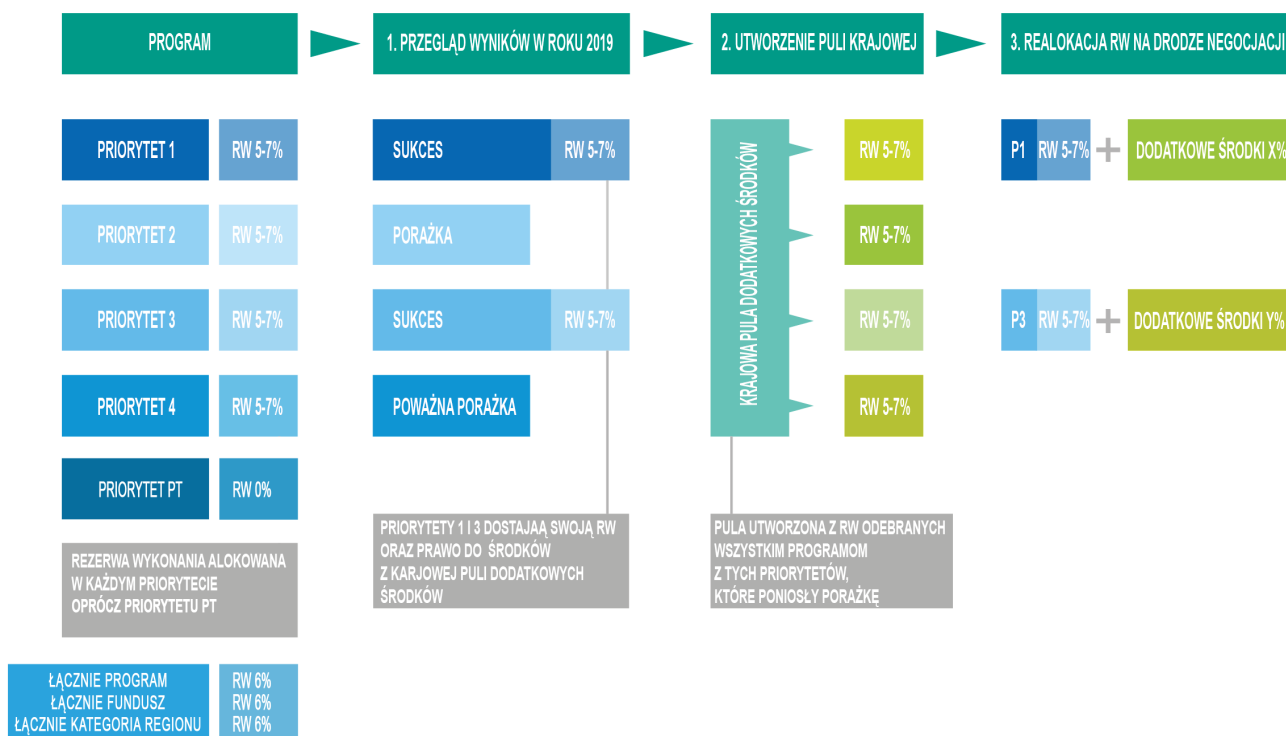 PROGRAM
1. PRZEGLĄD WYNIKÓW W ROKU 2019
2. UTWORZENIE PULI KRAJOWEJ
3. REALOKACJA RW NA DRODZE NEGOCJACJI
PRIORYTET 1
RW 5-7%
PRIORYTET 2
RW 5-7%
PRIORYTET 3
RW 5-7%
PRIORYTET 4
RW 5-7%
PRIORYTET PT
RW 0%
REZERWA WYKONANIA ALOKOWANA
W KAŻDYM PRIORYTECIE
OPRÓCZ PRIORYTETU PT
ŁĄCZNIE PROGRAM
ŁĄCZNIE FUNDUSZ
ŁĄCZNIE KATEGORIA REGIONU
RW 6%
RW 6%
RW 6%
SUKCES
RW 5-7%
PORAŻKA
SUKCES
RW 5-7%
POWAŻNA PORAŻKA
PRIORYTETY 1 I 3 DOSTAJAĄ SWOJĄ RW
ORAZ PRAWO DO ŚRODKÓW
Z KARJOWEJ PULI DODATKOWYCH
ŚRODKÓW
KRAJOWA PULA DODATKOWYCH ŚRODKÓW
RW 5-7%
RW 5-7%
RW 5-7%
RW 5-7%
PULA UTWORZONA Z RW ODEBRANYCH
WSZYSTKIM PROGRAMOM
Z TYCH PRIORYTETÓW,
KTÓRE PONIOSŁY PORAŻKĘ
P1
RW 5-7%
+
DODATKOWE ŚRODKI X%
P3
RW 5-7%
+
DODATKOWE ŚRODKI Y%